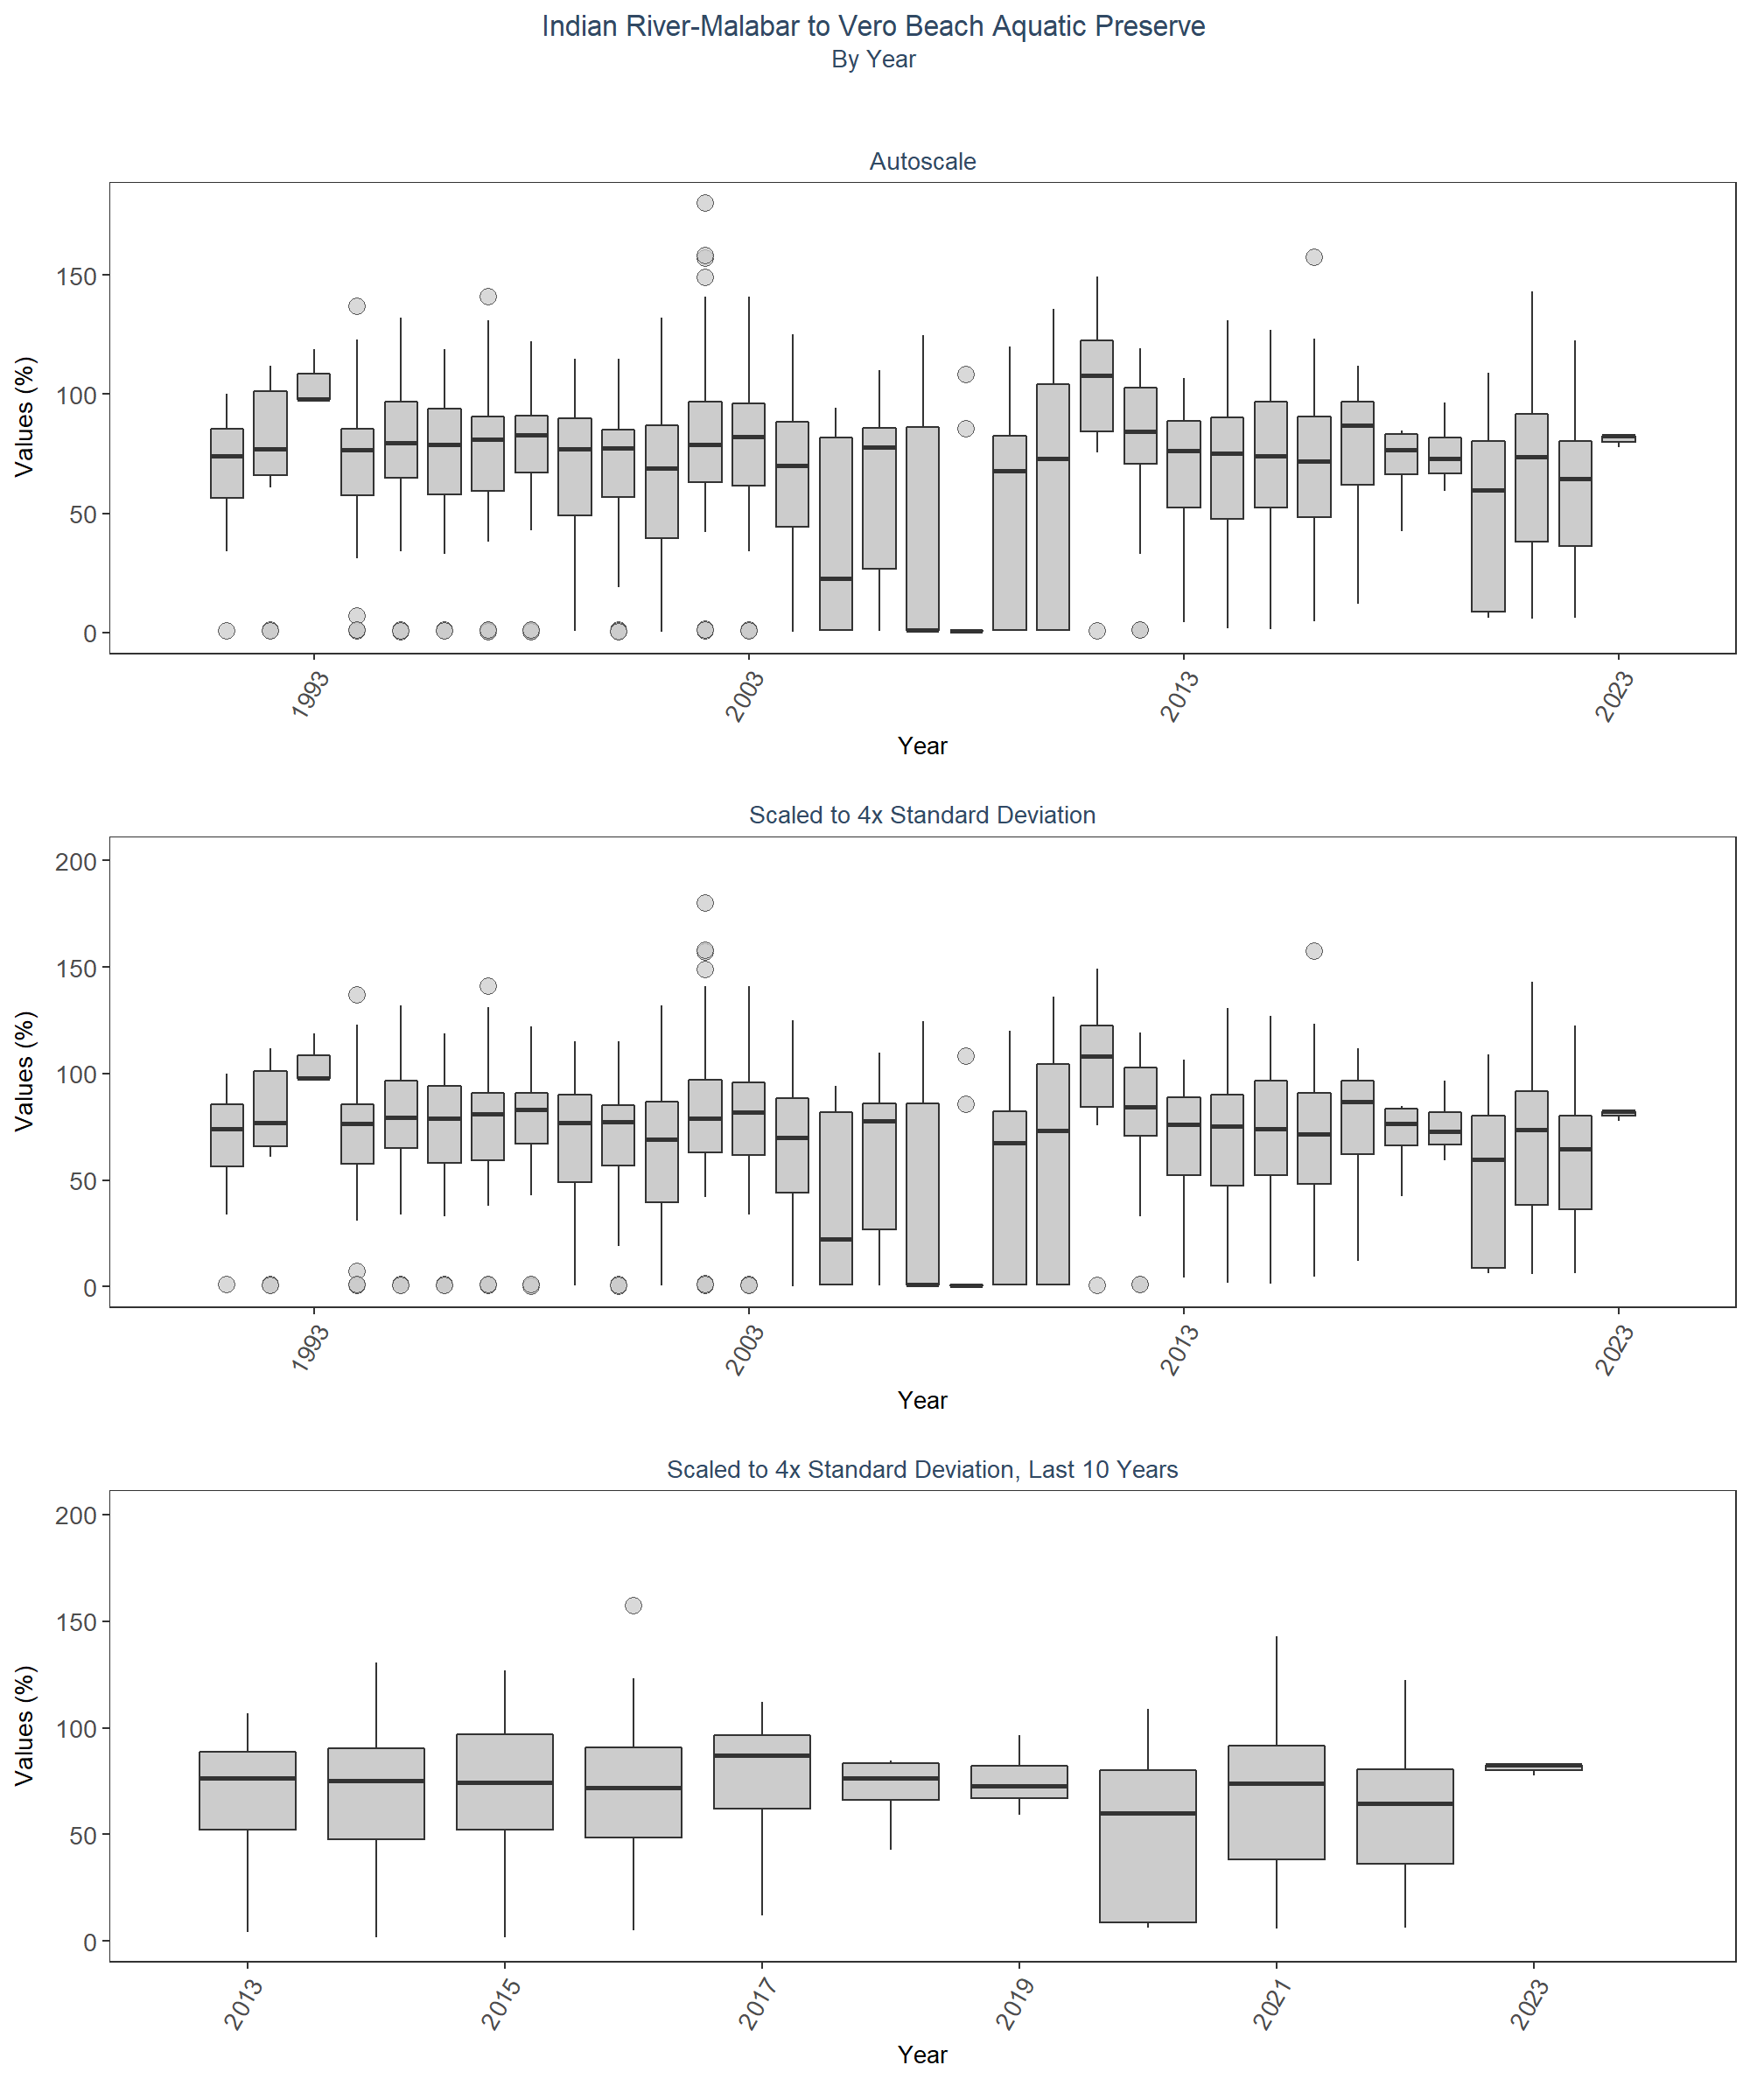 Indian River-Malabar to Vero Beach Aquatic Preserve
By Year
Autoscale
Values (%)
150
100
50
0
1993
2003
2013
2023
Year
Scaled to 4x Standard Deviation
Values (%)
200
150
100
50
0
1993
2003
2013
2023
Year
Scaled to 4x Standard Deviation, Last 10 Years
Values (%)
200
150
100
50
0
2013
2015
2017
2019
2021
2023
Year